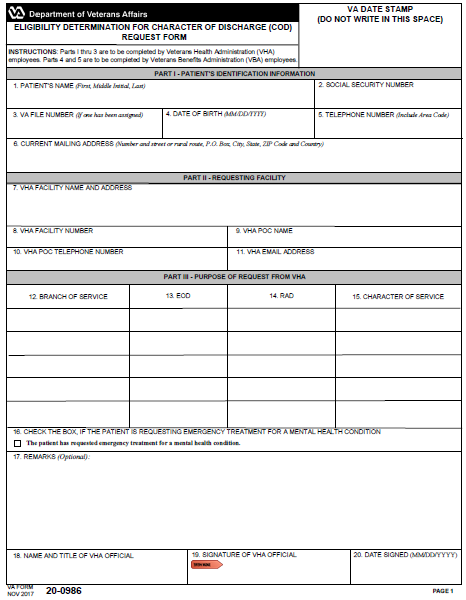 Department of Veterans Affairs
ELIGIBILITY DETERMINATION FOR CHARACTER OF DISCHARGE (COD)
REQUEST FORM
VA DATE STAMP
(DO NOT WRITE IN THIS SPACE)
INSTRUCTIONS: Parts I thru 3 are to be completed by Veterans Health Administration (VHA)
employees. Parts 4 and 5 are to be completed by Veterans Benefits Administration (VBA) employees.
PART I - PATIENT'S IDENTIFICATION INFORMATION
1. PATIENT'S NAME (First, Middle Initial, Last)
2. SOCIAL SECURITY NUMBER
3. VA FILE NUMBER (If one has been assigned)
4. DATE OF BIRTH (MM/DD/YYYY)
5. TELEPHONE NUMBER (Include Area Code)
6. CURRENT MAILING ADDRESS (Number and street or rural route, P.O. Box, City, State, ZIP Code and Country)
PART II - REQUESTING FACILITY
7. VHA FACILITY NAME AND ADDRESS
8. VHA FACILITY NUMBER
9. VHA POC NAME
10. VHA POC TELEPHONE NUMBER
11. VHA EMAIL ADDRESS
PART III - PURPOSE OF REQUEST FROM VHA
12. BRANCH OF SERVICE
13. EOD
14. RAD
15. CHARACTER OF SERVICE
16. CHECK THE BOX, IF THE PATIENT IS REQUESTING EMERGENCY TREATMENT FOR A MENTAL HEALTH CONDITION
The patient has requested emergency treatment for a mental health condition.
17. REMARKS (Optional):
18. NAME AND TITLE OF VHA OFFICIAL
19. SIGNATURE OF VHA OFFICIAL
20. DATE SIGNED (MM/DD/YYYY)
VA FORM
NOV 2017
20-0986
PAGE 1